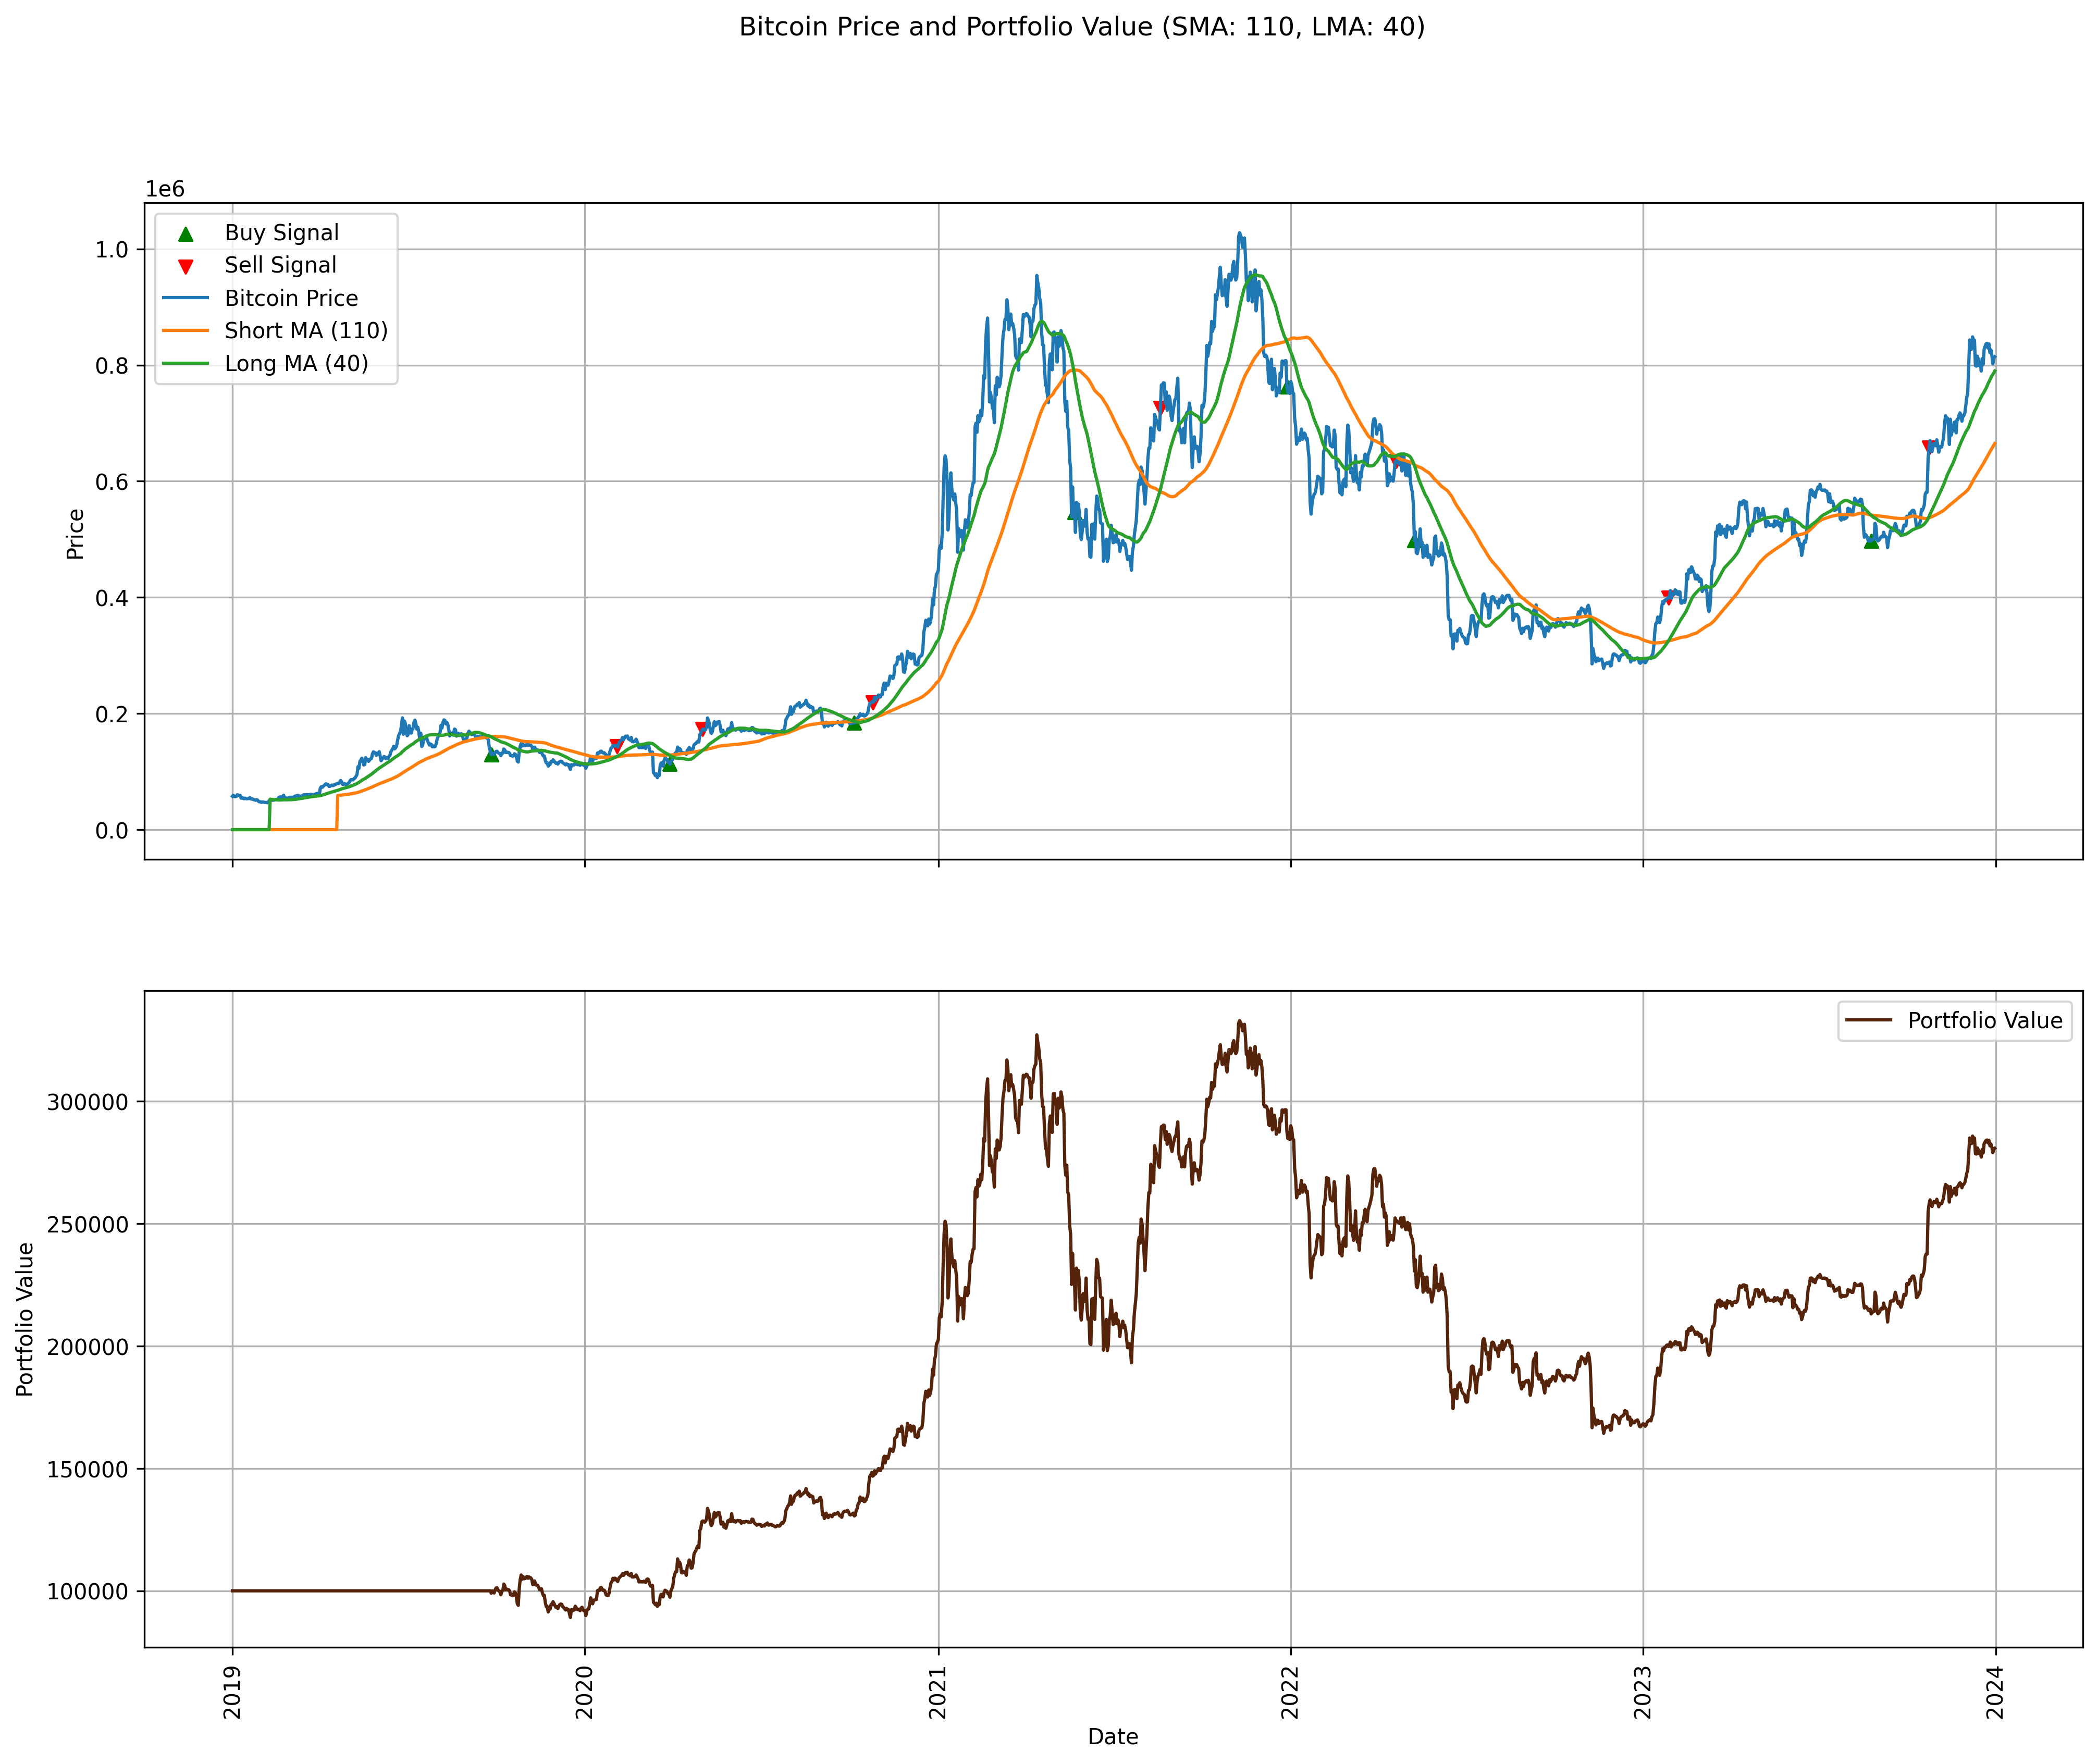 Bitcoin Price and Portfolio Value (SMA: 110, LMA: 40)
1e6
Buy Signal
Sell Signal
Bitcoin Price
Short MA (110)
Long MA (40)
1.0
0.8
0.6
0.4
0.2
0.0
Price
Portfolio Value
300000
250000
200000
150000
100000
Portfolio Value
2019
2020
2021
2022
2023
2024
Date